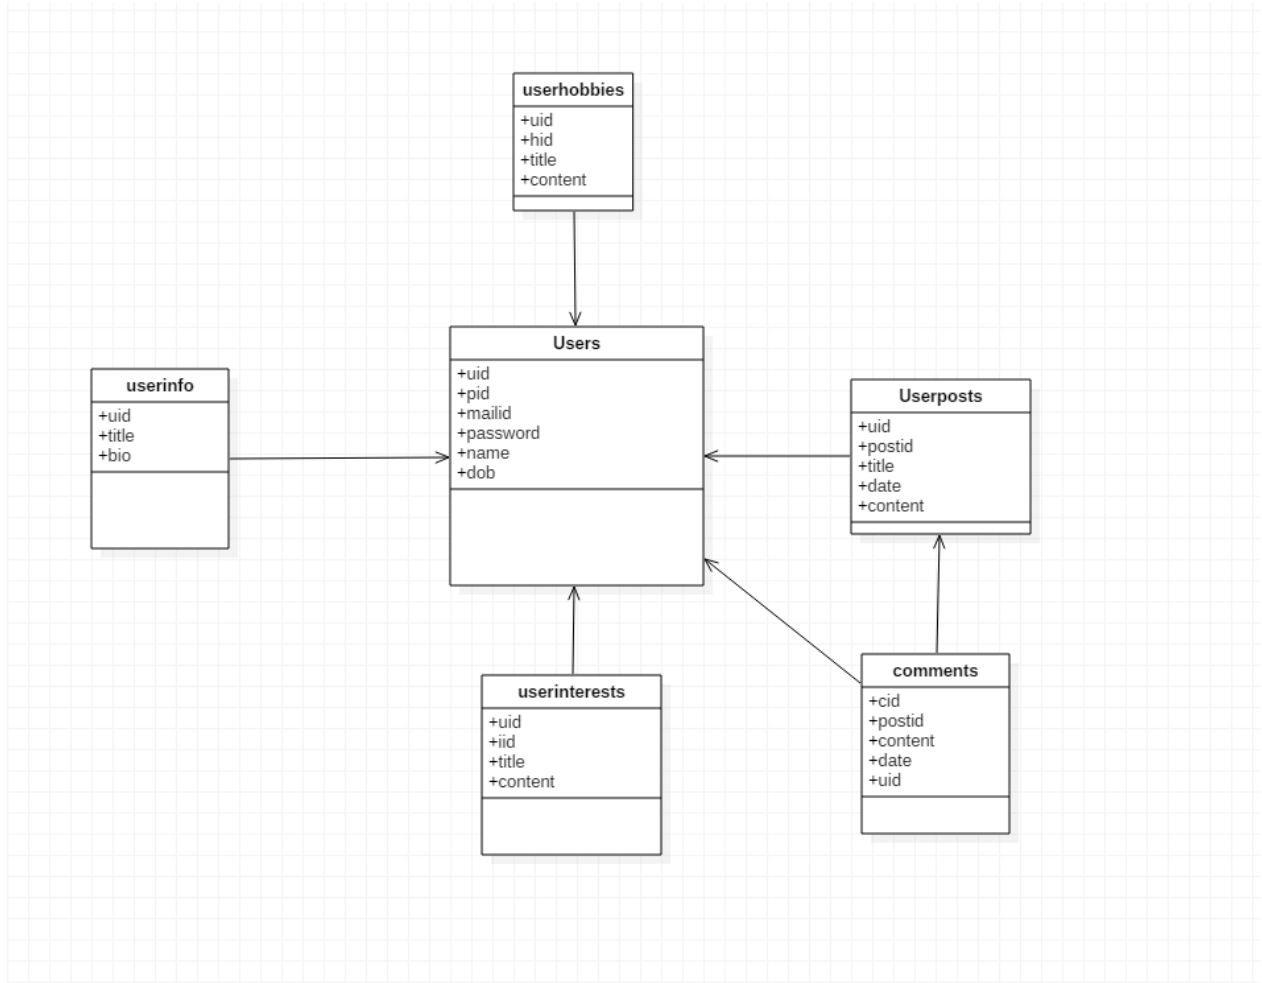 userhobbies
+uid
+hid
+title
+content
Users
+uid
+pid
+mailid
+password
+name
+dob
userinfo
+uid
+title
+bio
Userposts
+uid
+postid
+title
+date
+content
userinterests
+uid
+iid
+title
+content
comments
+cid
+postid
+content
+date
+uid